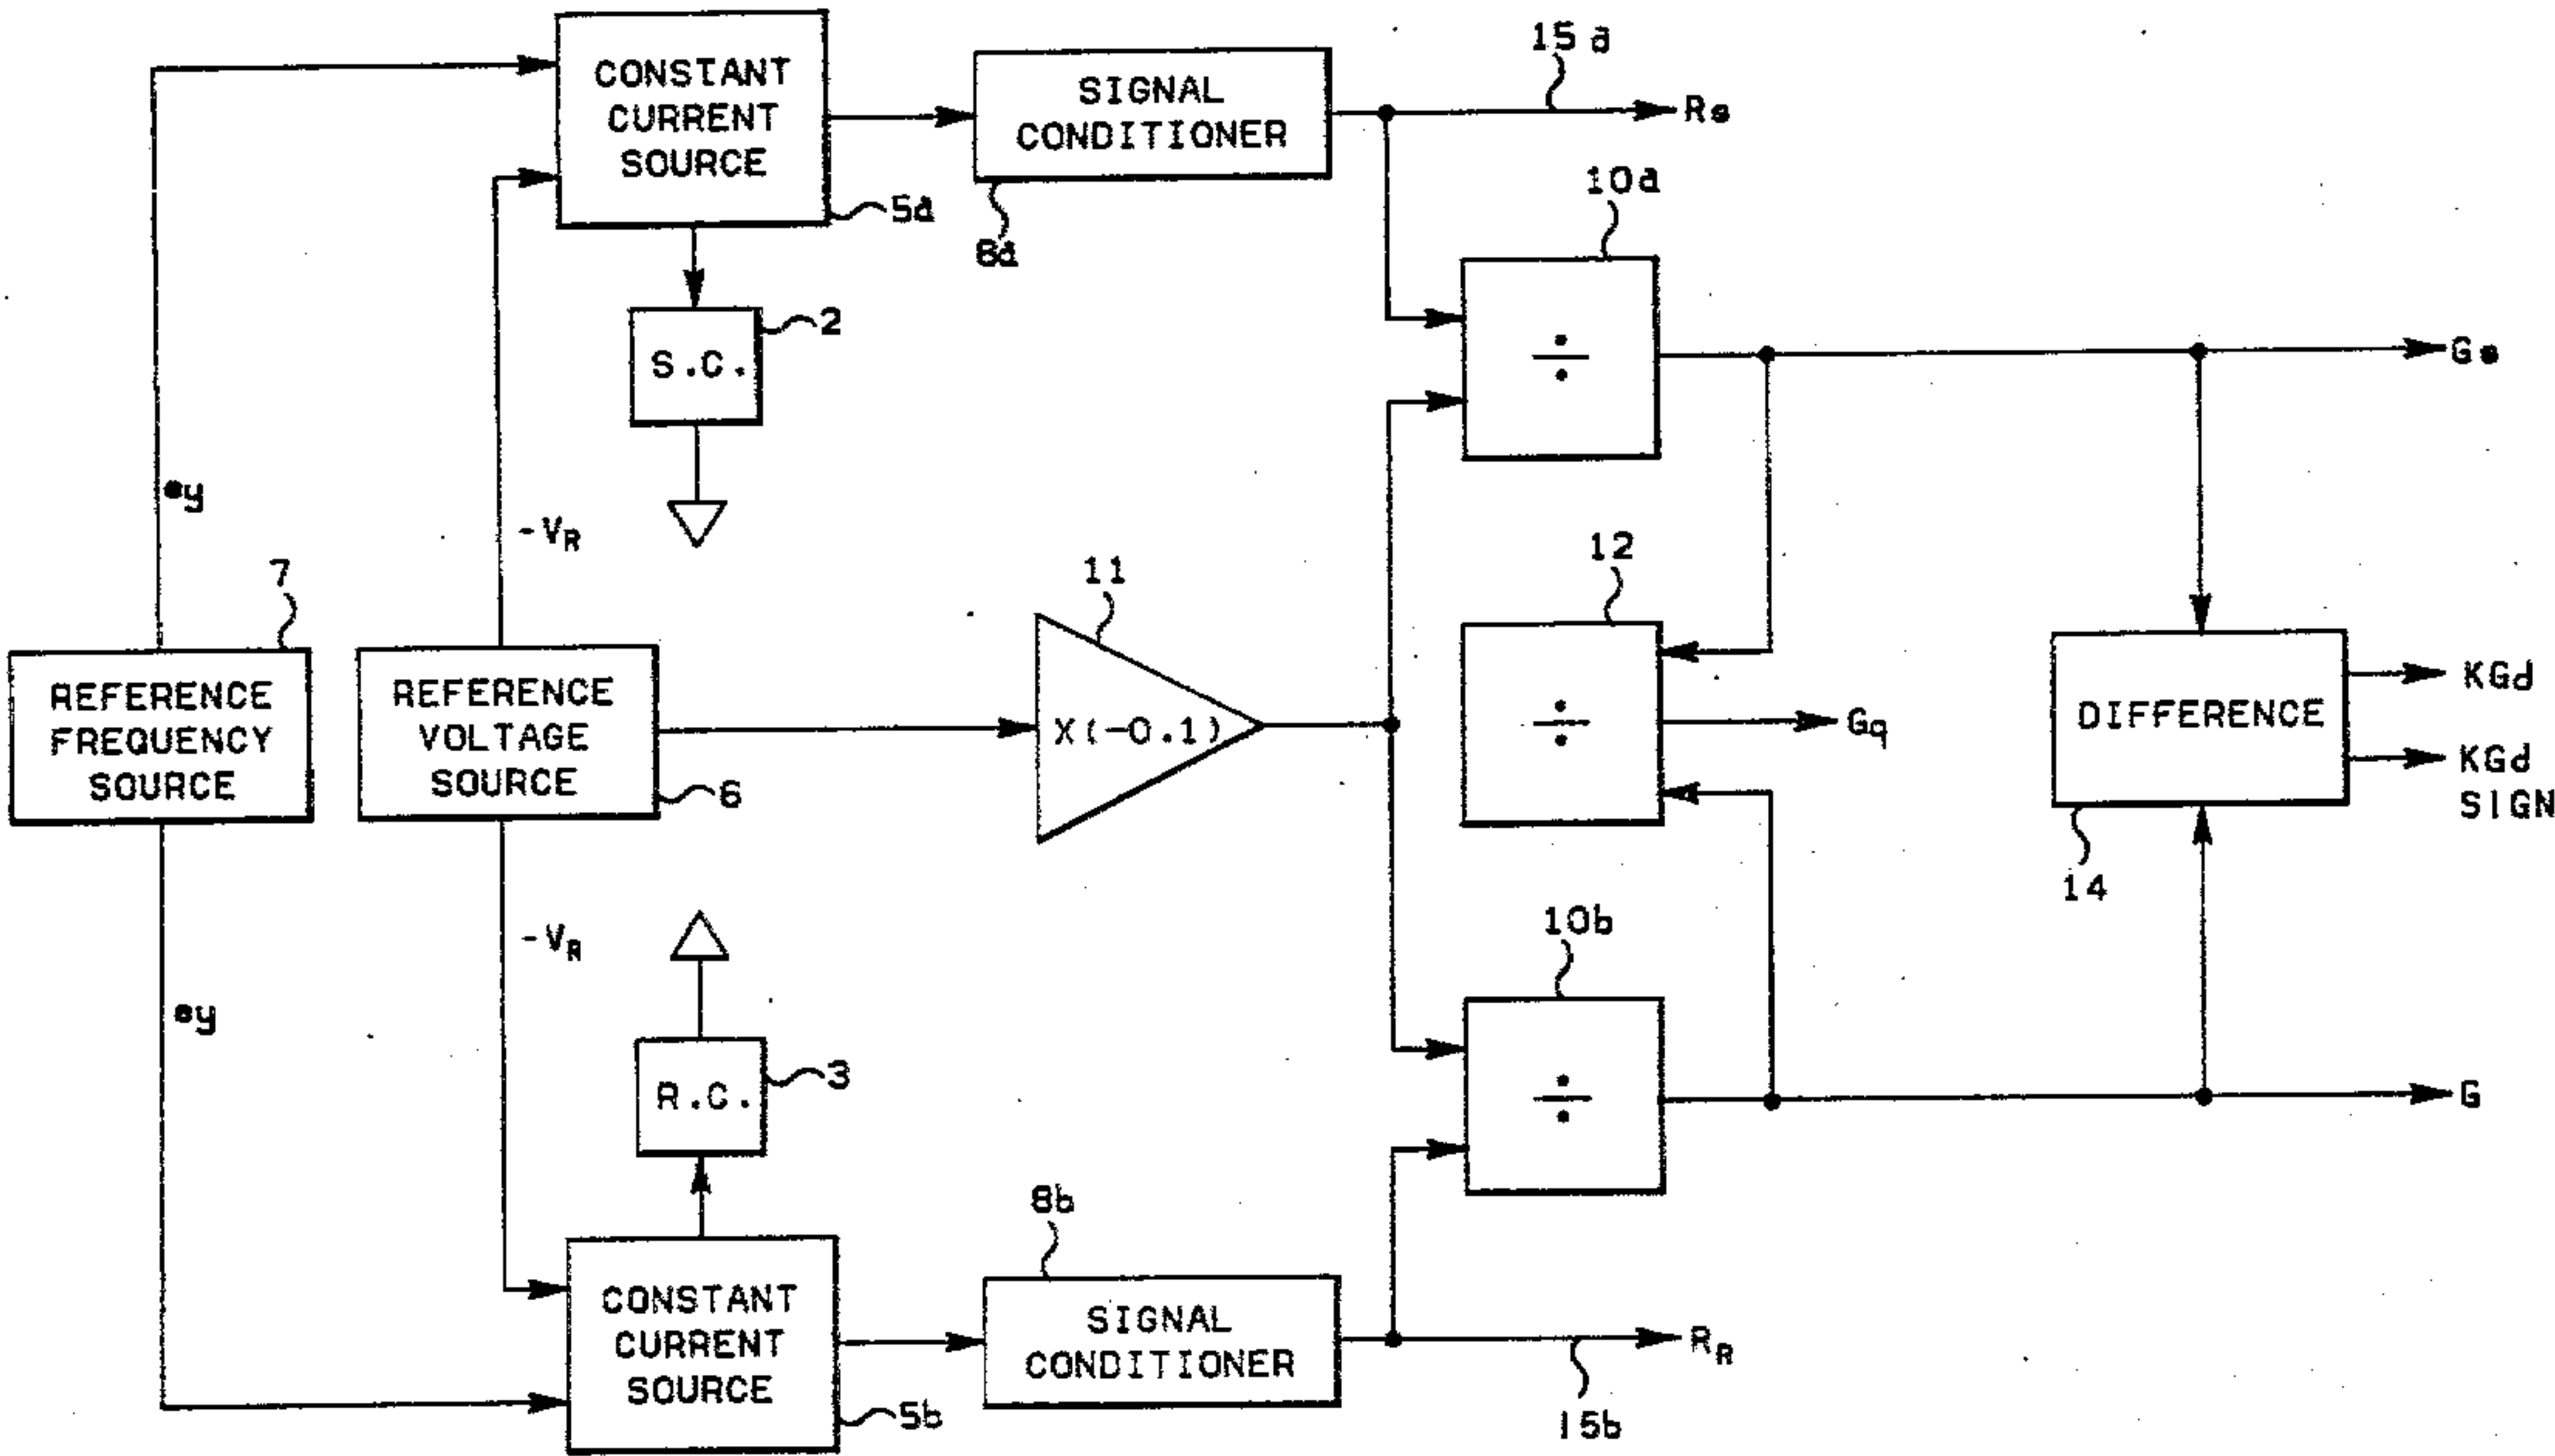 CONSTANT
CURRENT
SOURCE
5a
SIGNAL
CONDITIONER
8a
15a
Rs
10a
÷
Gs
2
S.C.
ey
-VR
7
REFERENCE
FREQUENCY
SOURCE
REFERENCE
VOLTAGE
SOURCE
6
11
X(-0.1)
12
÷
Gq
DIFFERENCE
14
KGd
KGd
SIGN
ey
-VR
3
R.C.
10b
÷
G
CONSTANT
CURRENT
SOURCE
5b
8b
SIGNAL
CONDITIONER
RR
15b